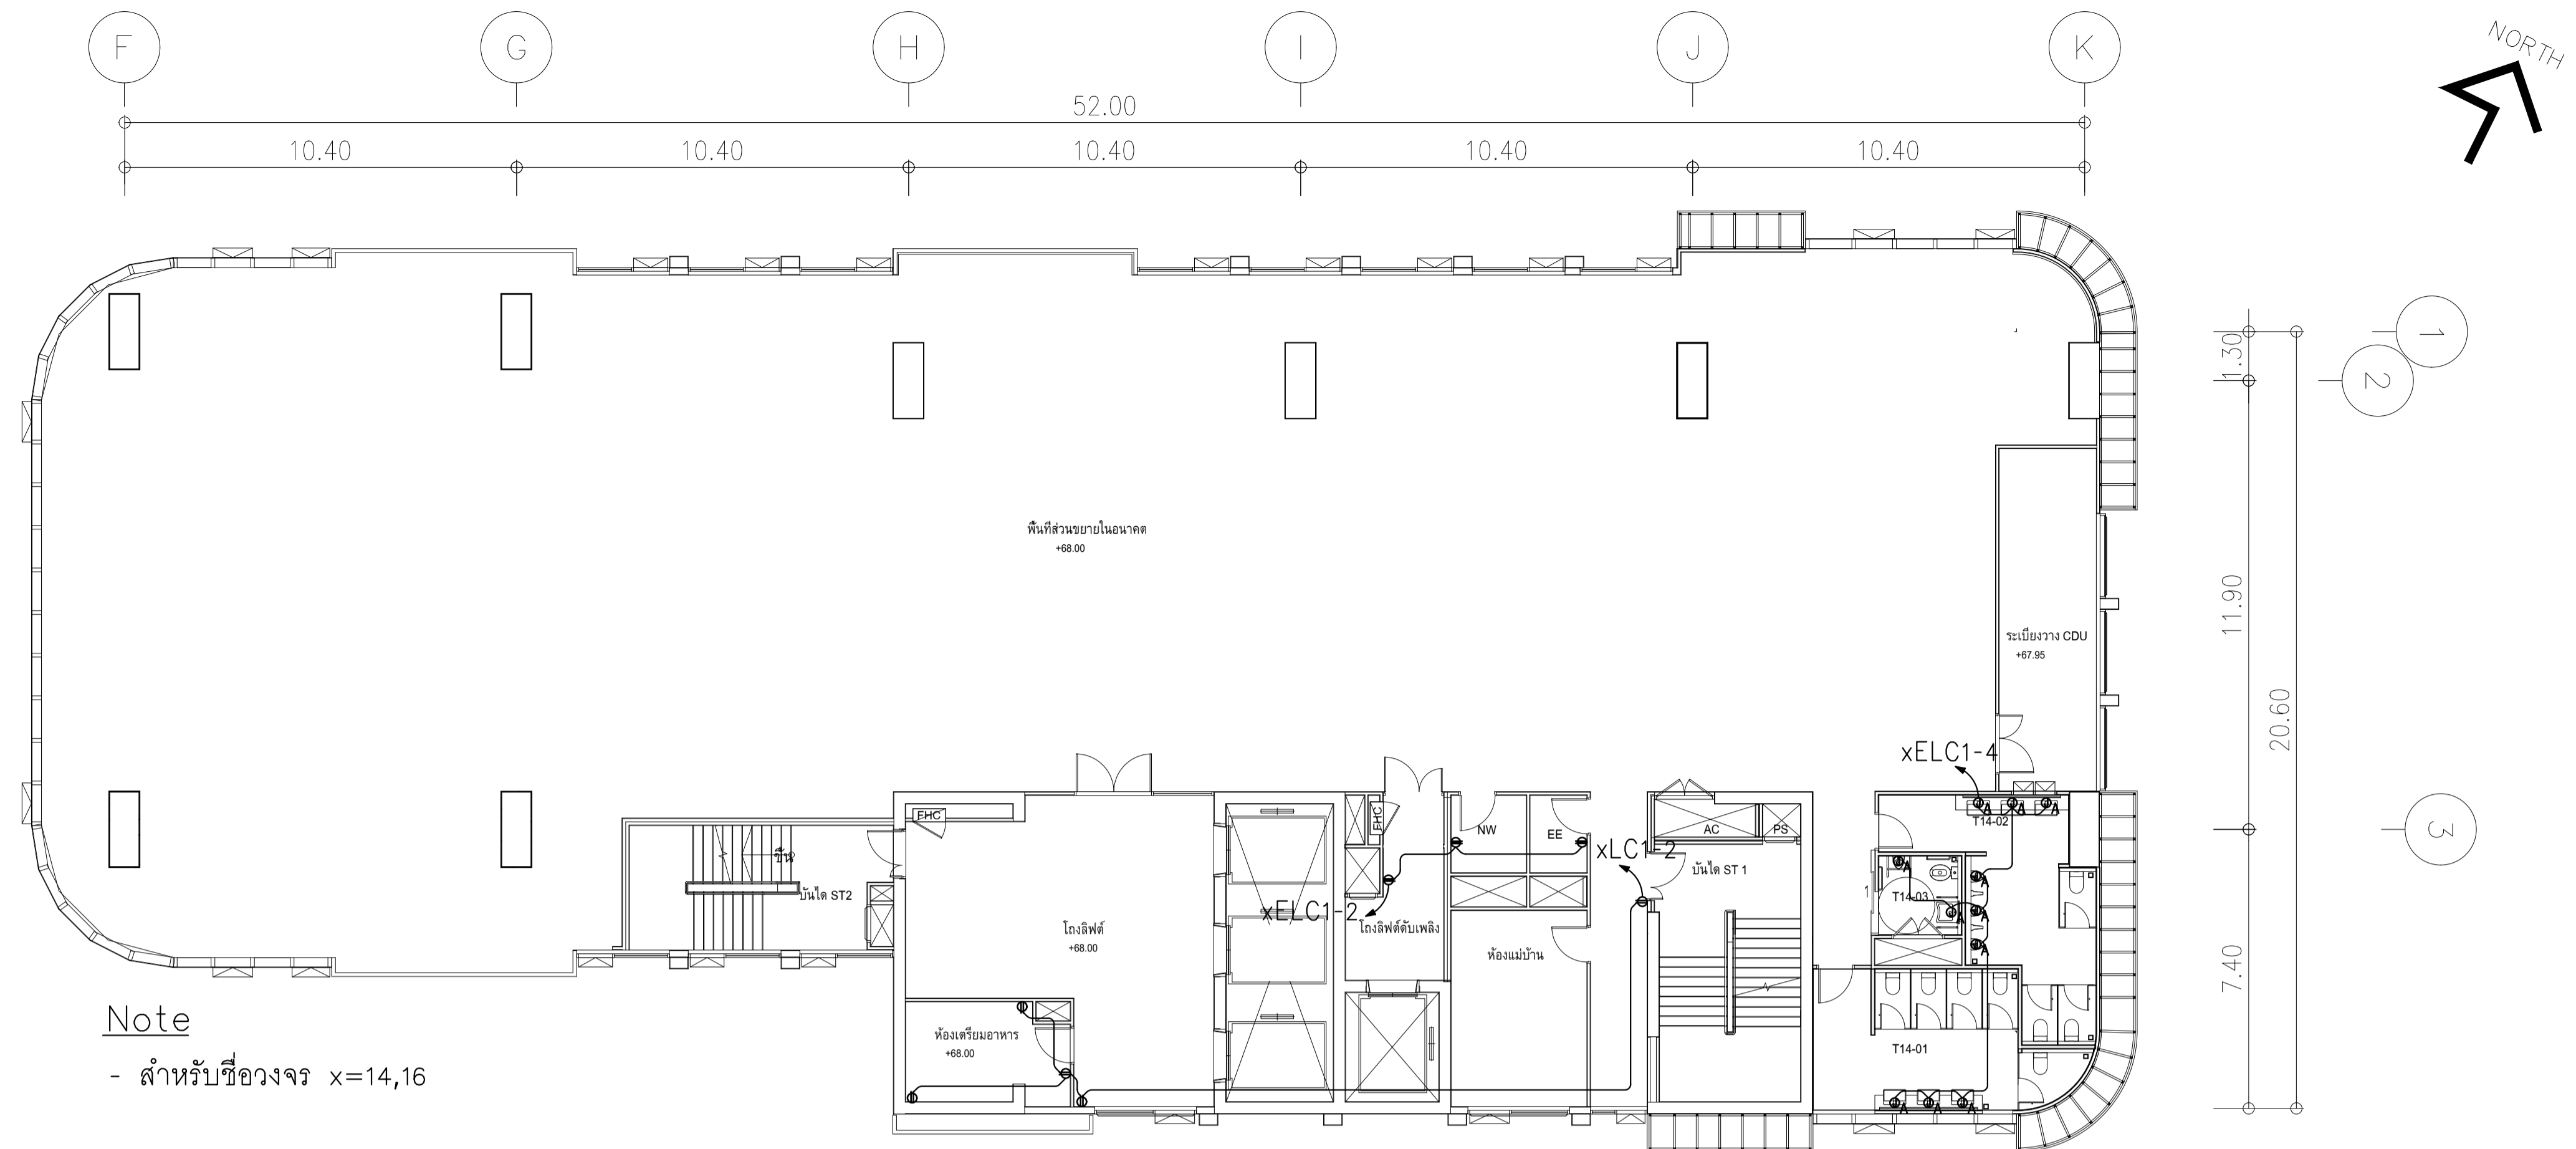 F
G
H
I
J
K
NORTH
52.00
10.40
10.40
10.40
10.40
10.40
1
1.30
2
พื้นที่ส่วนขยายในอนาคต
+68.00
11.90
ระเบียงวาง CDU
+67.95
20.60
xELC1-4
FHC
FHC
NW
EE
AC
PS
T14-02
A
A
A
3
ขึ้น
xLC1-2
บันได ST 1
A
A
บันได ST2
T14-03
xELC1-2
A
A
โถงลิฟต์
+68.00
โถงลิฟต์ดับเพลิง
A
ห้องแม่บ้าน
7.40
Note
ห้องเตรียมอาหาร
+68.00
T14-01
- สำหรับชื่อวงจร x=14,16
A
A
A